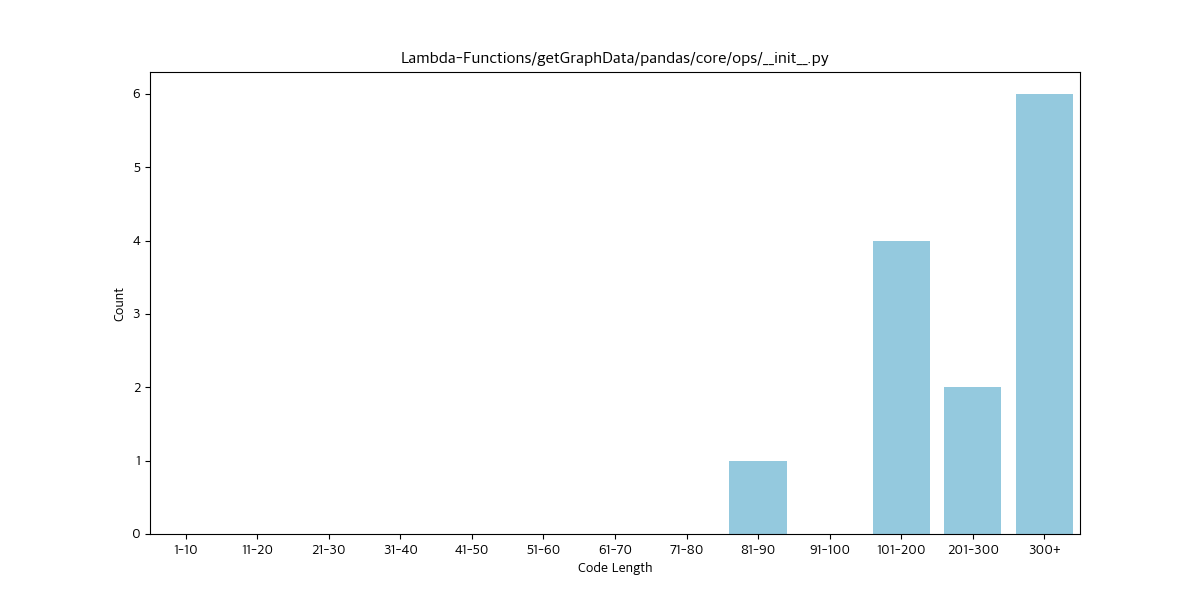 Lambda-Functions/getGraphData/pandas/core/ops/__init__.py
6
5
4
3
2
1
0
Count
1-10 11-20 21-30 31-40 41-50 51-60 61-70 71-80 81-90 91-100 101-200 201-300 300+
Code Length